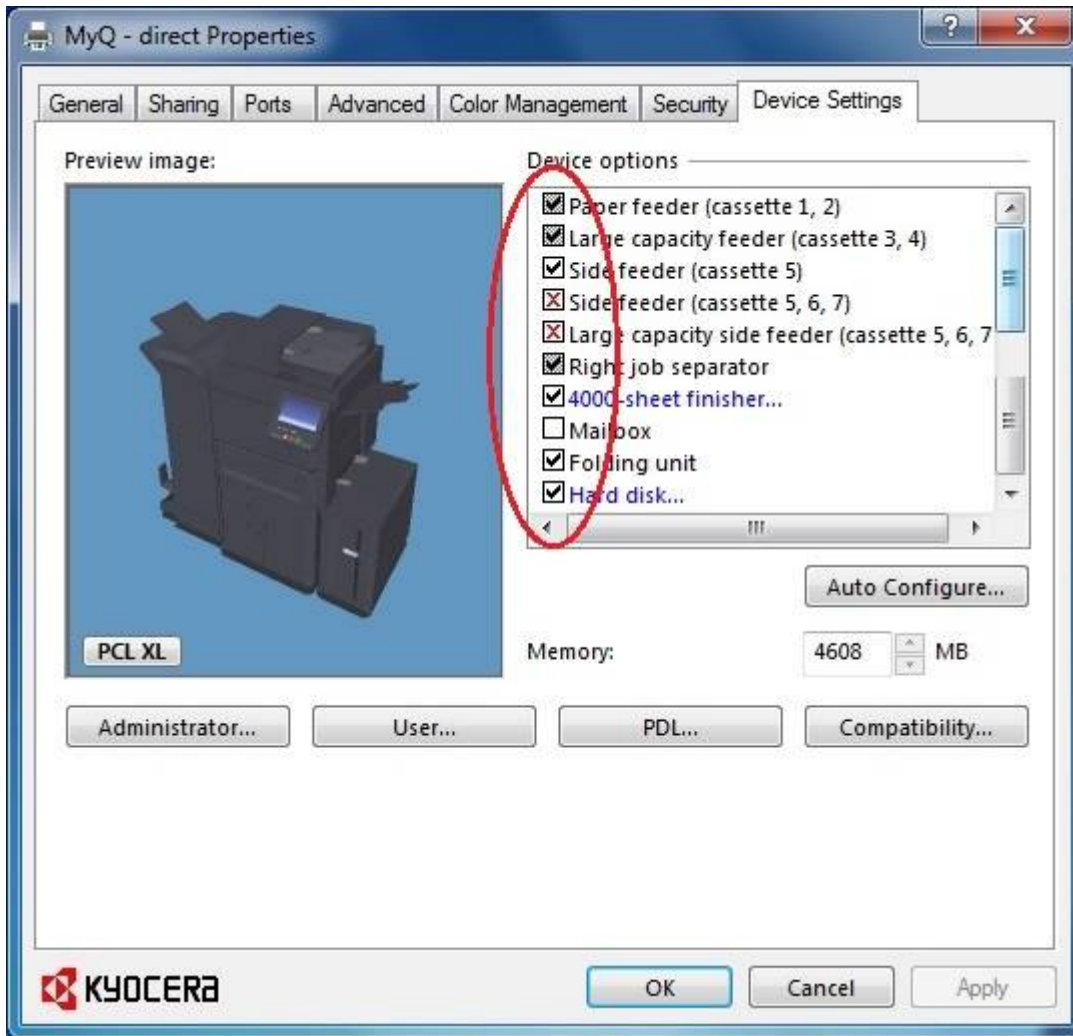 MyQ - direct Properties
?
General Sharing Ports Advanced Color Management Security Device Settings
Preview image:
Device options
Paper feeder (cassette 1, 2)
Large capacity feeder (cassette 3, 4)
Side feeder (cassette 5)
Side feeder (cassette 5, 6, 7)
Large capacity side feeder (cassette 5, 6, 7
Right job separator
4000-sheet finisher...
Mailbox
Folding unit
Hard disk...
Auto Configure...
PCL XL
Memory: 4608 MB
Administrator... User... PDL... Compatibility...
KYOCERA
OK Cancel Apply